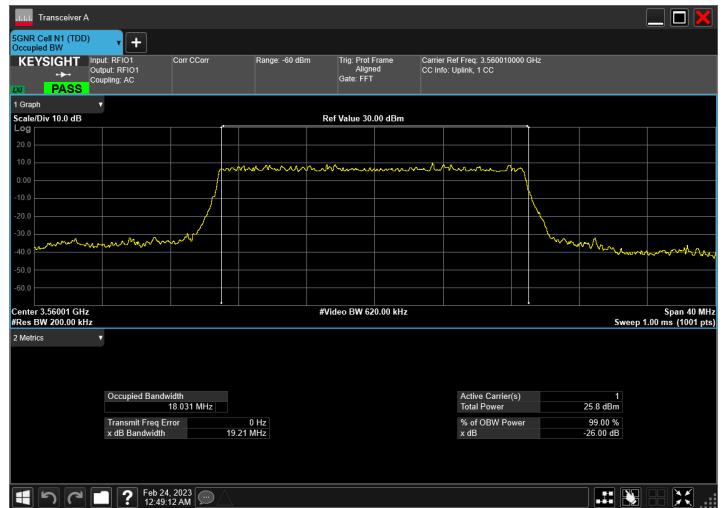 Transceiver A
5GNR Cell N1 (TDD)
Occupied BW
KEYSIGHT
Input: RFIO1
Output: RFIO1
Coupling: AC
Corr CCorr
Range: -60 dBm
Trig: Prot Frame
Aligned
Gate: FFT
Carrier Ref Freq: 3.560010000 GHz
CC Info: Uplink, 1 CC
LXI
PASS
1 Graph
Scale/Div 10.0 dB
Ref Value 30.00 dBm
Log
20.0
10.0
0.00
-10.0
-20.0
-30.0
-40.0
-50.0
-60.0
Center 3.56001 GHz
#Video BW 620.00 kHz
Span 40 MHz
#Res BW 200.00 kHz
Sweep 1.00 ms (1001 pts)
2 Metrics
Occupied Bandwidth
18.031 MHz
Transmit Freq Error 0 Hz
x dB Bandwidth 19.21 MHz
Active Carrier(s) 1
Total Power 25.8 dBm
% of OBW Power 99.00 %
x dB -26.00 dB
Feb 24, 2023
12:49:12 AM